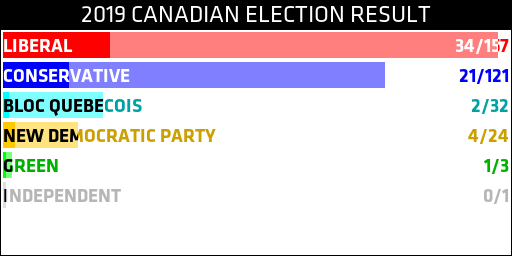 2019 CANADIAN ELECTION RESULT
LIBERAL 34/157
CONSERVATIVE 21/121
BLOC QUEBECOIS 2/32
NEW DEMOCRATIC PARTY 4/24
GREEN 1/3
INDEPENDENT 0/1